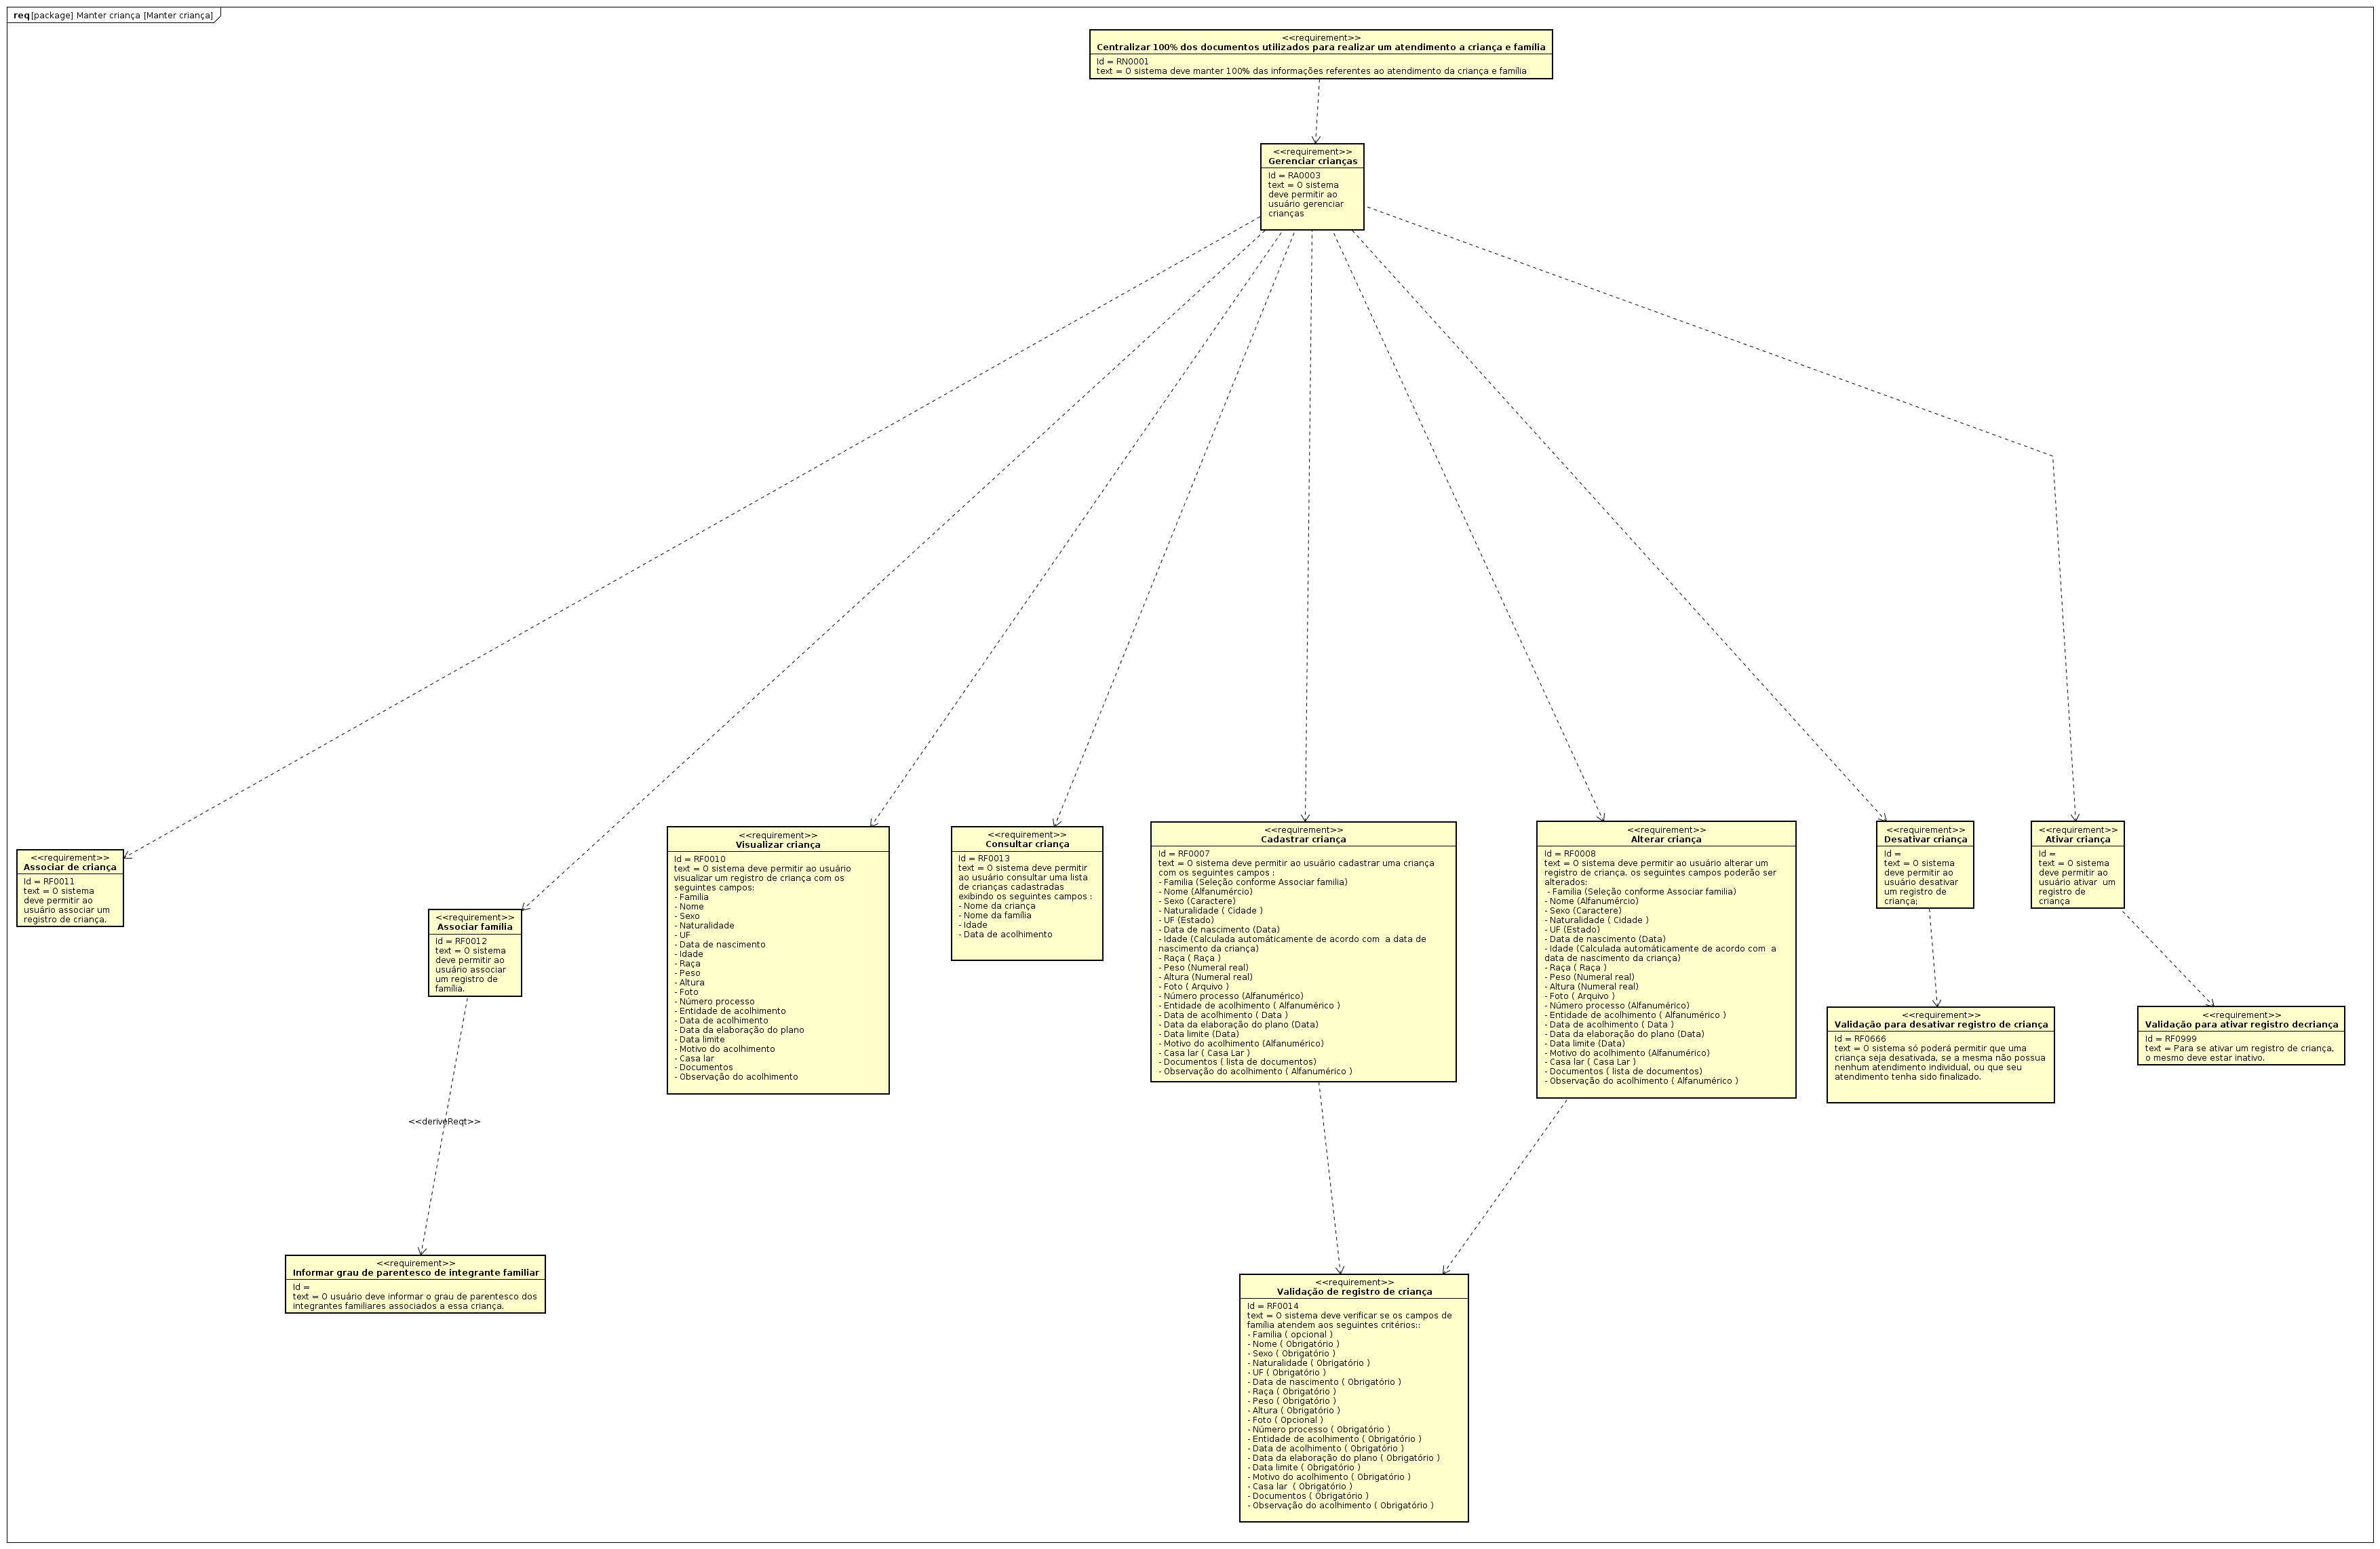 req [package] Manter criança [Manter criança]
<<requirement>>
Centralizar 100% dos documentos utilizados para realizar um atendimento a criança e família
Id = RN0001
text = O sistema deve manter 100% das informações referentes ao atendimento da criança e família
<<requirement>>
Gerenciar crianças
Id = RA0003
text = O sistema
deve permitir ao
usuário gerenciar
crianças
<<requirement>>
Associar de criança
Id = RF0011
text = O sistema
deve permitir ao
usuário associar um
registro de criança.
<<requirement>>
Associar família
Id = RF0012
text = O sistema
deve permitir ao
usuário associar
um registro de
família.
<<requirement>>
Visualizar criança
Id = RF0010
text = O sistema deve permitir ao usuário
visualizar um registro de criança com os
seguintes campos:
- Familia
- Nome
- Sexo
- Naturalidade
- UF
- Data de nascimento
- Idade
- Raça
- Peso
- Altura
- Foto
- Número processo
- Entidade de acolhimento
- Data de acolhimento
- Data da elaboração do plano
- Data limite
- Motivo do acolhimento
- Casa lar
- Documentos
- Observação do acolhimento
<<requirement>>
Consultar criança
Id = RF0013
text = O sistema deve permitir
ao usuário consultar uma lista
de crianças cadastradas
exibindo os seguintes campos :
- Nome da criança
- Nome da família
- Idade
- Data de acolhimento
<<requirement>>
Cadastrar criança
Id = RF0007
text = O sistema deve permitir ao usuário cadastrar uma criança
com os seguintes campos :
- Familia (Seleção conforme Associar familia)
- Nome (Alfanumércio)
- Sexo (Caractere)
- Naturalidade ( Cidade )
- UF (Estado)
- Data de nascimento (Data)
- Idade (Calculada automáticamente de acordo com  a data de
nascimento da criança)
- Raça ( Raça )
- Peso (Numeral real)
- Altura (Numeral real)
- Foto ( Arquivo )
- Número processo (Alfanumérico)
- Entidade de acolhimento ( Alfanumérico )
- Data de acolhimento ( Data )
- Data da elaboração do plano (Data)
- Data limite (Data)
- Motivo do acolhimento (Alfanumérico)
- Casa lar ( Casa Lar )
- Documentos ( lista de documentos)
- Observação do acolhimento ( Alfanumérico )
<<requirement>>
Alterar criança
Id = RF0008
text = O sistema deve permitir ao usuário alterar um
registro de criança. os seguintes campos poderão ser
alterados:
- Familia (Seleção conforme Associar familia)
- Nome (Alfanumércio)
- Sexo (Caractere)
- Naturalidade ( Cidade )
- UF (Estado)
- Data de nascimento (Data)
- Idade (Calculada automáticamente de acordo com  a
data de nascimento da criança)
- Raça ( Raça )
- Peso (Numeral real)
- Altura (Numeral real)
- Foto ( Arquivo )
- Número processo (Alfanumérico)
- Entidade de acolhimento ( Alfanumérico )
- Data de acolhimento ( Data )
- Data da elaboração do plano (Data)
- Data limite (Data)
- Motivo do acolhimento (Alfanumérico)
- Casa lar ( Casa Lar )
- Documentos ( lista de documentos)
- Observação do acolhimento ( Alfanumérico )
<<requirement>>
Desativar criança
Id =
text = O sistema
deve permitir ao
usuário desativar
um registro de
criança;
<<requirement>>
Ativar criança
Id =
text = O sistema
deve permitir ao
usuário ativar  um
registro de
criança
<<requirement>>
Validação para desativar registro de criança
Id = RF0666
text = O sistema só poderá permitir que uma
criança seja desativada, se a mesma não possua
nenhum atendimento individual, ou que seu
atendimento tenha sido finalizado.
<<requirement>>
Validação para ativar registro decriança
Id = RF0999
text = Para se ativar um registro de criança,
o mesmo deve estar inativo.
<<deriveReqt>>
<<requirement>>
Informar grau de parentesco de integrante familiar
Id =
text = O usuário deve informar o grau de parentesco dos
integrantes familiares associados a essa criança.
<<requirement>>
Validação de registro de criança
Id = RF0014
text = O sistema deve verificar se os campos de
família atendem aos seguintes critérios::
- Familia ( opcional )
- Nome ( Obrigatório )
- Sexo ( Obrigatório )
- Naturalidade ( Obrigatório )
- UF ( Obrigatório )
- Data de nascimento ( Obrigatório )
- Raça ( Obrigatório )
- Peso ( Obrigatório )
- Altura ( Obrigatório )
- Foto ( Opcional )
- Número processo ( Obrigatório )
- Entidade de acolhimento ( Obrigatório )
- Data de acolhimento ( Obrigatório )
- Data da elaboração do plano ( Obrigatório )
- Data limite ( Obrigatório )
- Motivo do acolhimento ( Obrigatório )
- Casa lar  ( Obrigatório )
- Documentos ( Obrigatório )
- Observação do acolhimento ( Obrigatório )